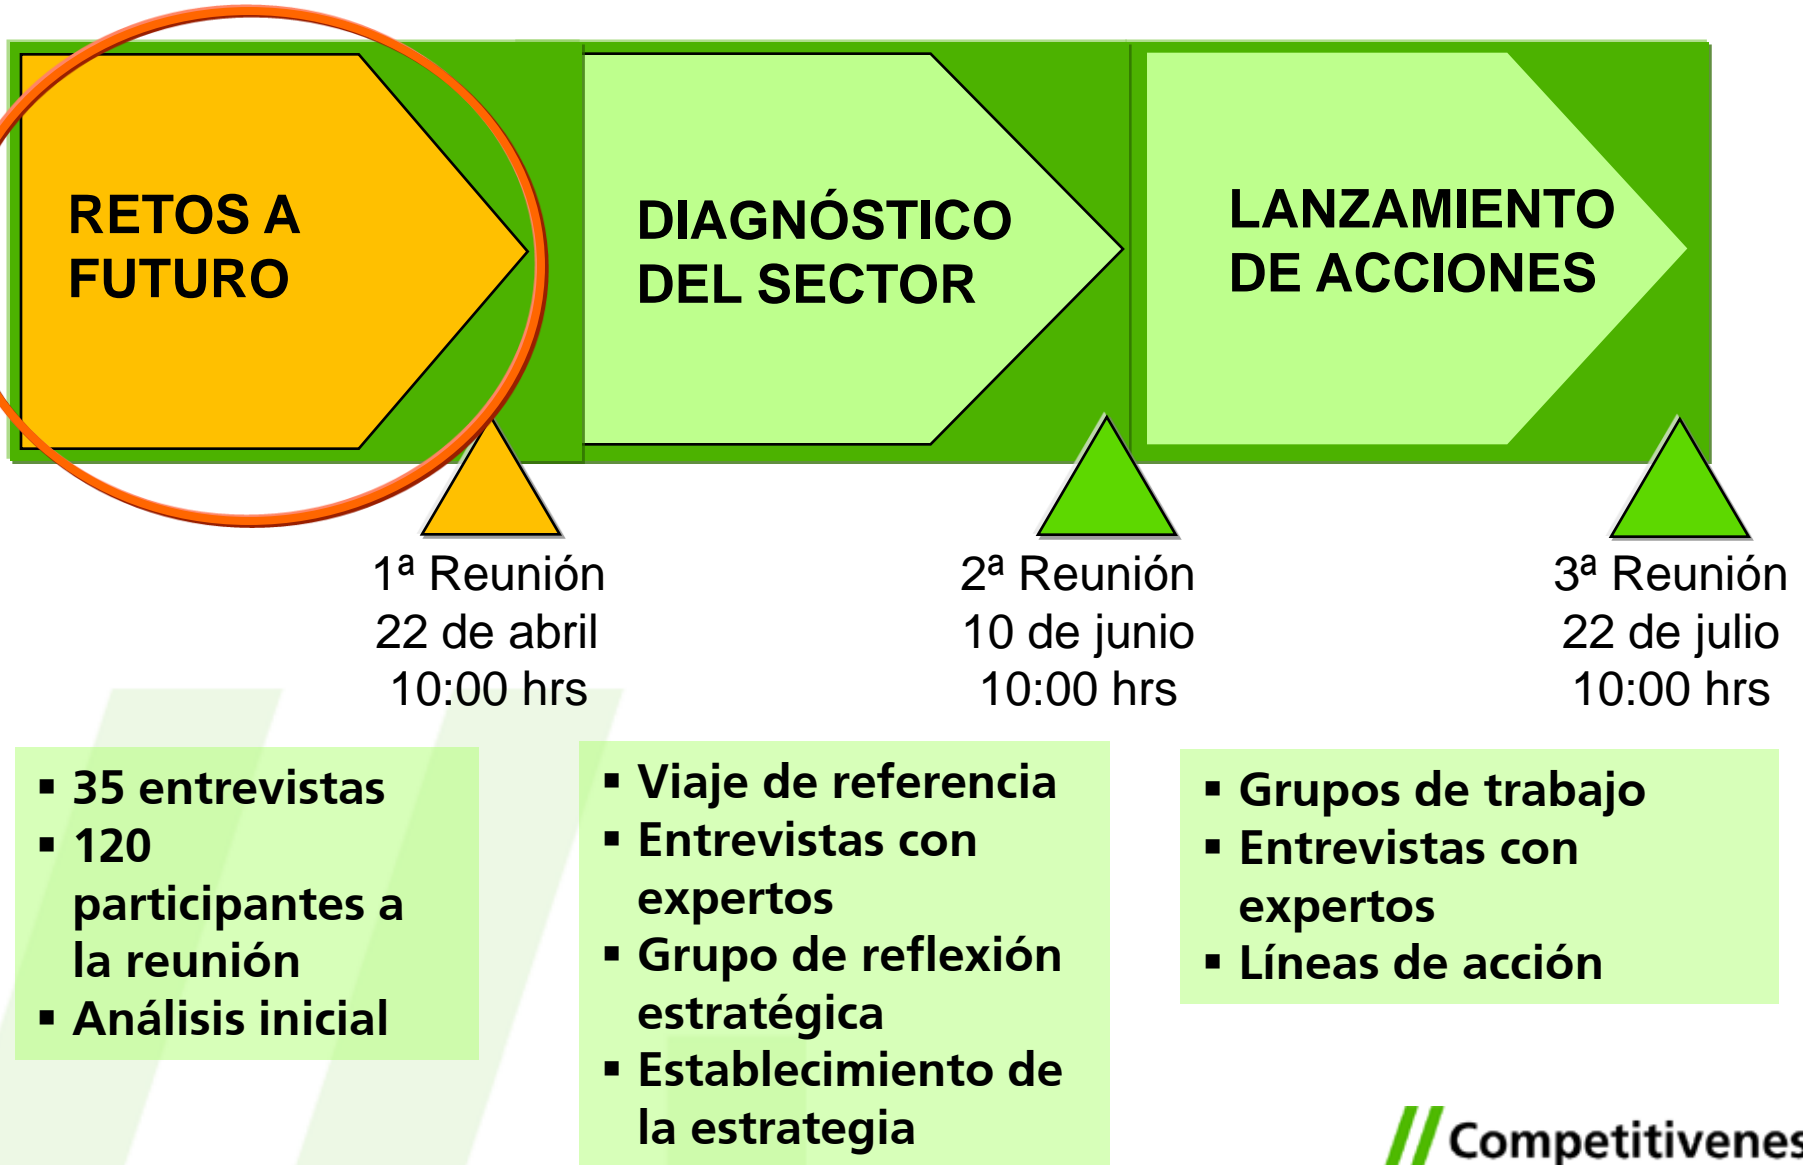 RETOS A
FUTURO
DIAGNÓSTICO
DEL SECTOR
LANZAMIENTO
DE ACCIONES
1ª Reunión
22 de abril
10:00 hrs
2ª Reunión
10 de junio
10:00 hrs
3ª Reunión
22 de julio
10:00 hrs
▪ 35 entrevistas
▪ 120
participantes a
la reunión
▪ Análisis inicial
▪ Viaje de referencia
▪ Entrevistas con
expertos
▪ Grupo de reflexión
estratégica
▪ Establecimiento de
la estrategia
▪ Grupos de trabajo
▪ Entrevistas con
expertos
▪ Líneas de acción
Competitivenes